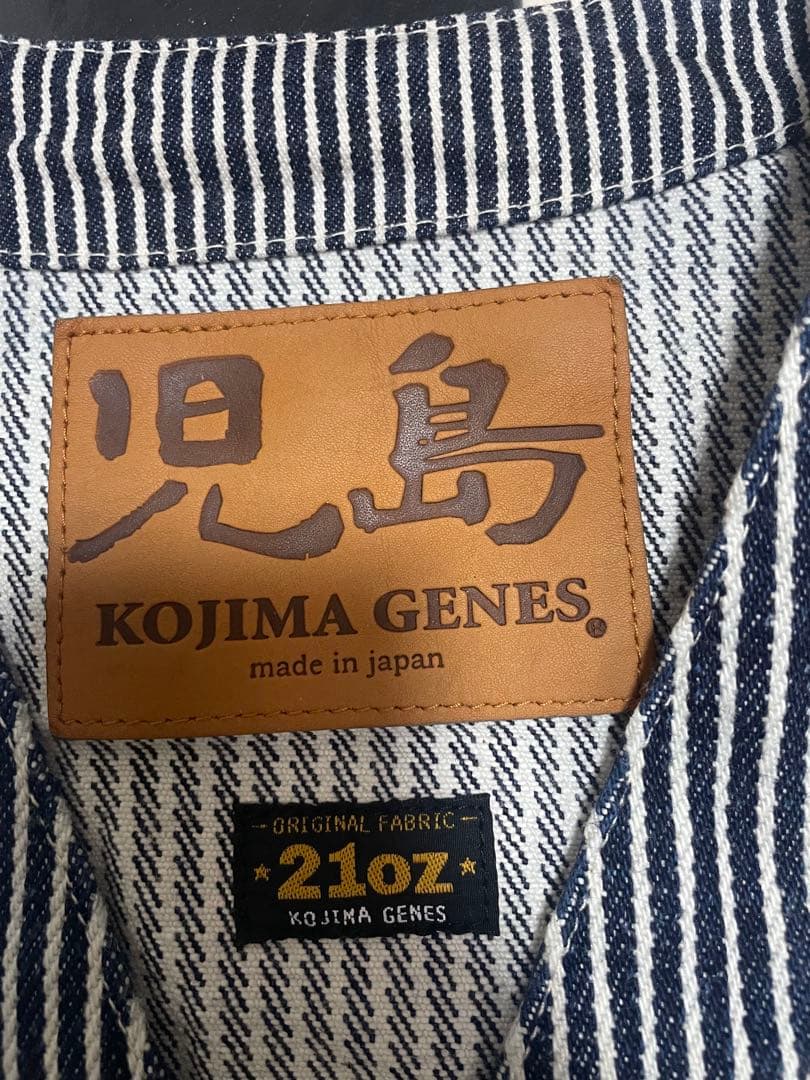 児島
KOJIMA GENES®
made in japan
ORIGINAL FABRIC
21oz
KOJIMA GENES